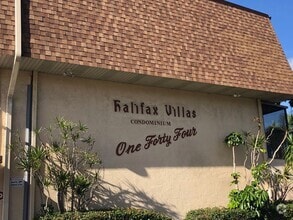 Halifax Villas
CONDOMINIUM
One Forty Four